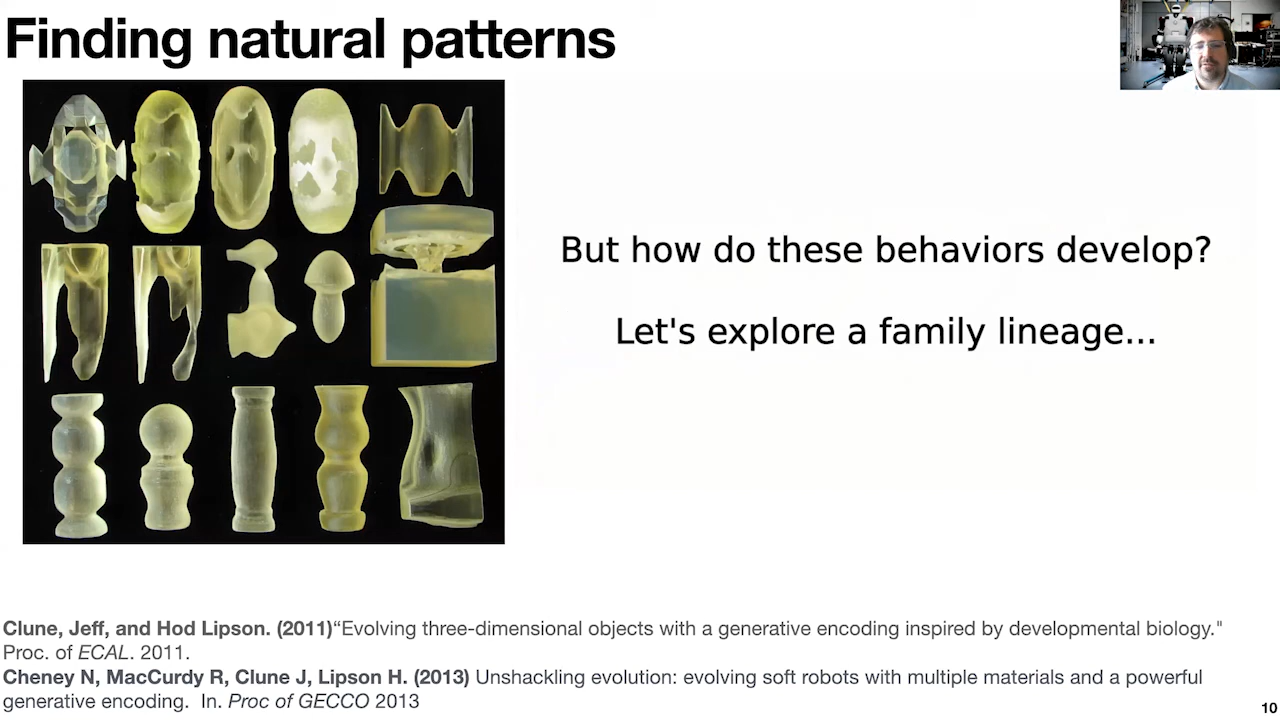 Finding natural patterns
But how do these behaviors develop?
Let's explore a family lineage...
Clune, Jeff, and Hod Lipson. (2011)“Evolving three-dimensional objects with a generative encoding inspired by developmental biology."
Proc. of ECAL. 2011.
Cheney N, MacCurdy R, Clune J, Lipson H. (2013) Unshackling evolution: evolving soft robots with multiple materials and a powerful
generative encoding. In. Proc of GECCO 2013
10